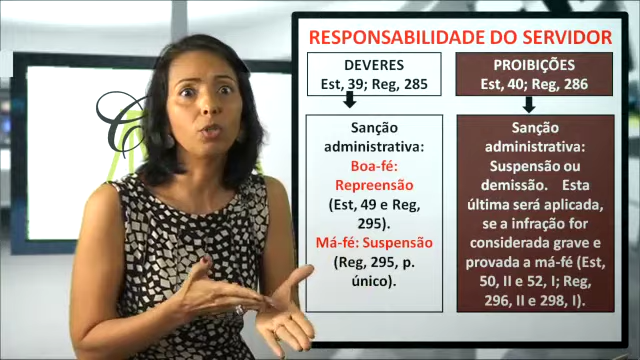 RESPONSABILIDADE DO SERVIDOR
DEVERES
Est, 39; Reg, 285
Sanção
administrativa:
Boa-fé:
Repreensão
(Est, 49 e Reg,
295).
Má-fé: Suspensão
(Reg, 295, p.
único).
PROIBIÇÕES
Est, 40; Reg, 286
Sanção
administrativa:
Suspensão ou
demissão. Esta
última será aplicada,
se a infração for
considerada grave e
provada a má-fé (Est,
50, II e 52, I; Reg,
296, II e 298, I).